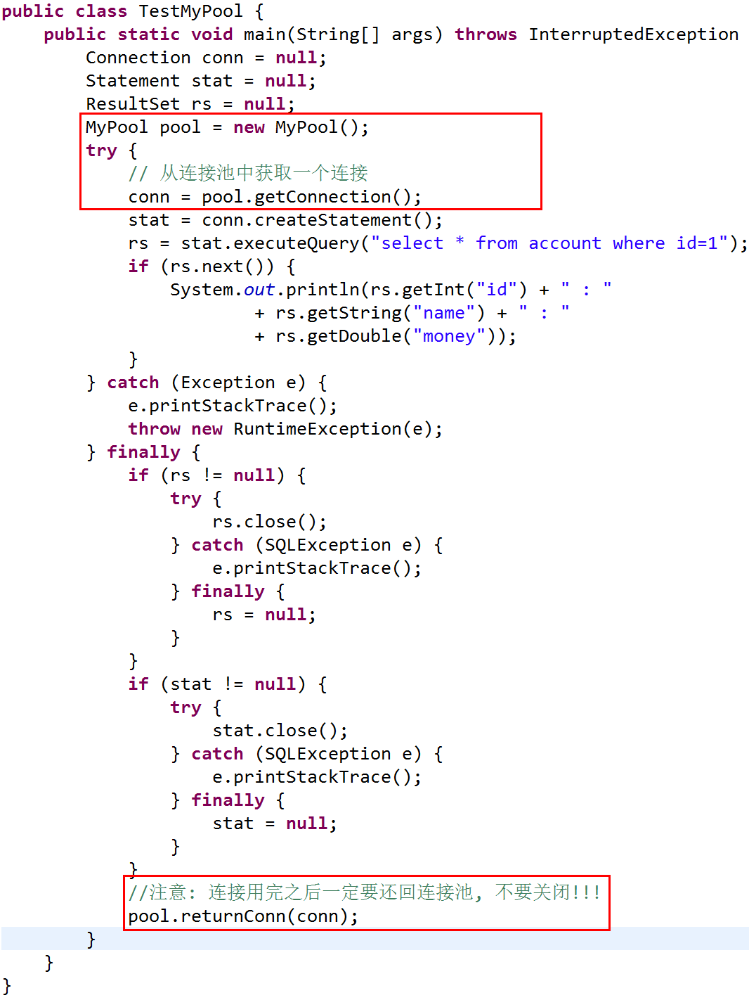 public class TestMyPool {
    public static void main(String[] args) throws InterruptedException
        Connection conn = null;
        Statement stat = null;
        ResultSet rs = null;
        MyPool pool = new MyPool();
        try {
            // 从连接池中获取一个连接
            conn = pool.getConnection();
            stat = conn.createStatement();
            rs = stat.executeQuery("select * from account where id=1");
            if (rs.next()) {
                System.out.println(rs.getInt("id") + " : "
                        + rs.getString("name") + " : "
                        + rs.getDouble("money"));
            }
        } catch (Exception e) {
            e.printStackTrace();
            throw new RuntimeException(e);
        } finally {
            if (rs != null) {
                try {
                    rs.close();
                } catch (SQLException e) {
                    e.printStackTrace();
                } finally {
                    rs = null;
                }
            }
            if (stat != null) {
                try {
                    stat.close();
                } catch (SQLException e) {
                    e.printStackTrace();
                } finally {
                    stat = null;
                }
            }
            //注意: 连接用完之后一定要还回连接池, 不要关闭!!!
            pool.returnConn(conn);
        }
    }
}